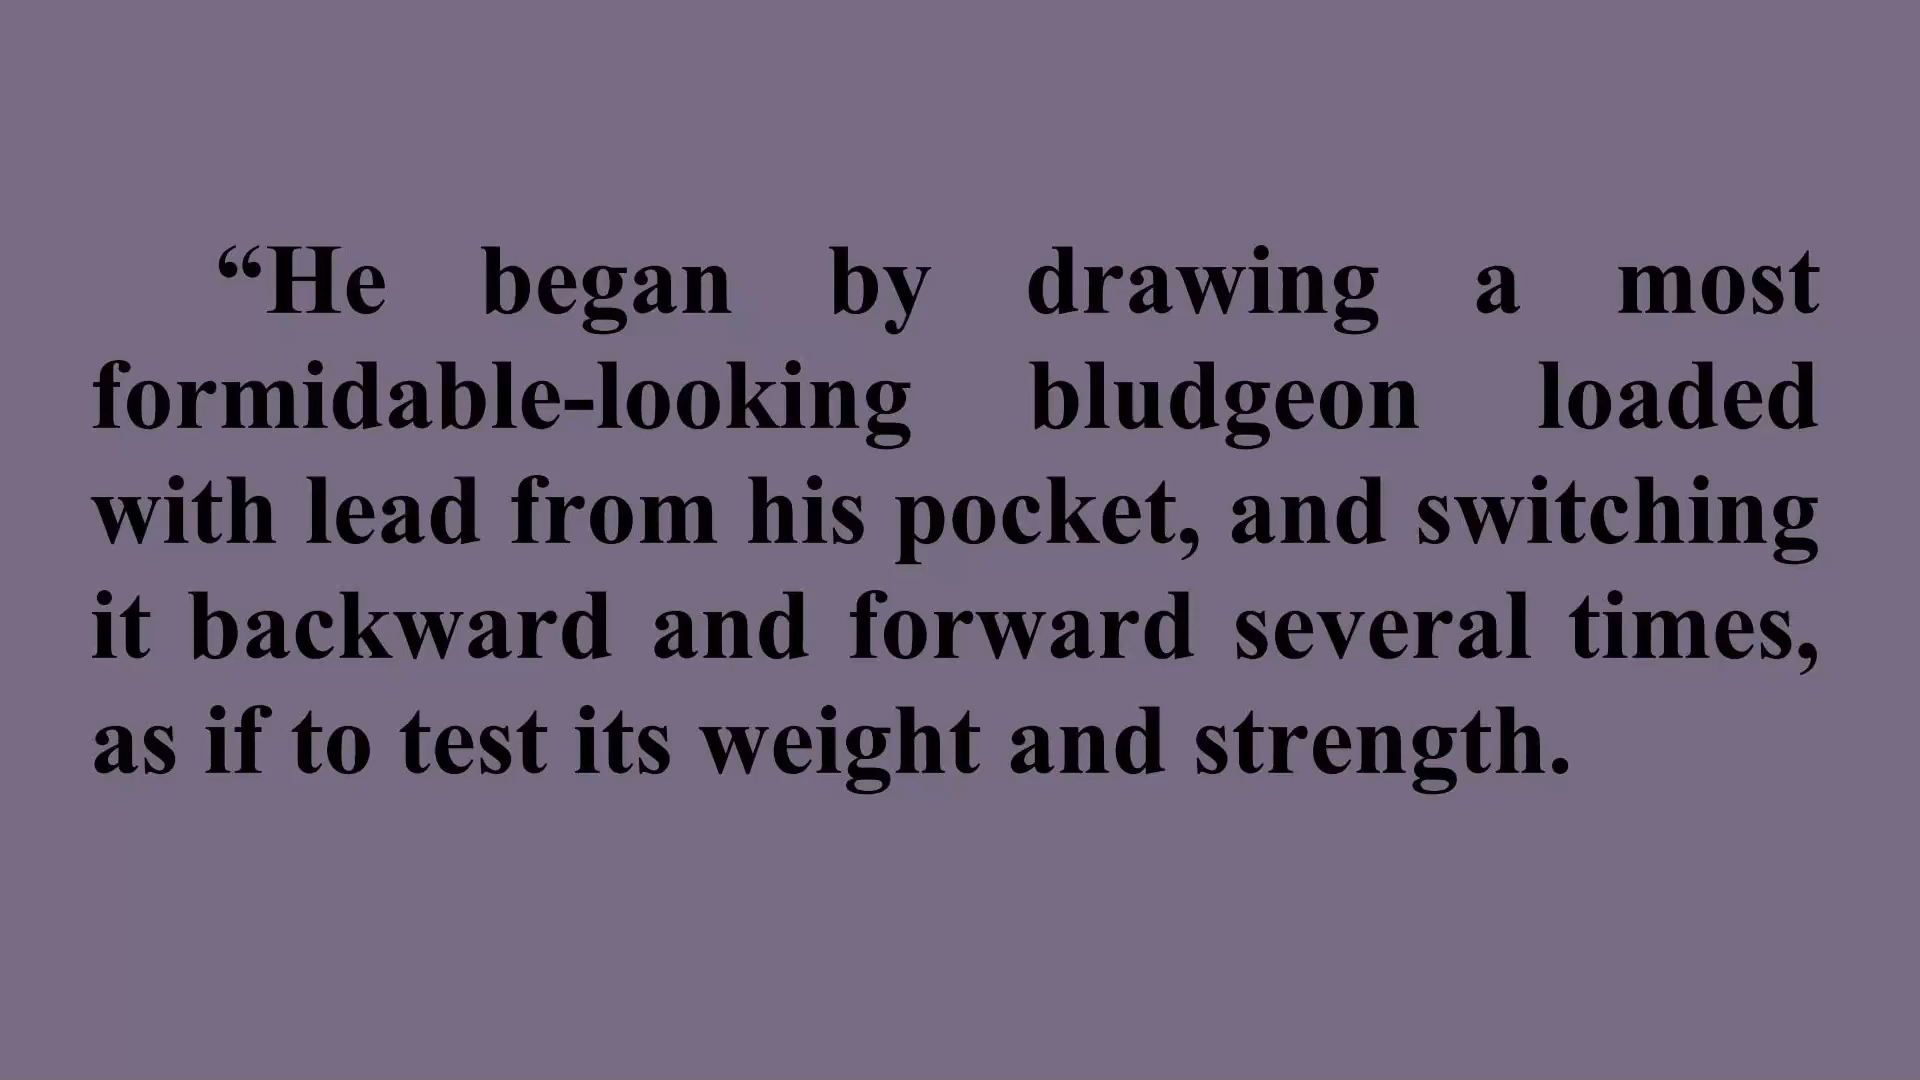 “He began by drawing a most
formidable-looking bludgeon loaded
with lead from his pocket, and switching
it backward and forward several times,
as if to test its weight and strength.